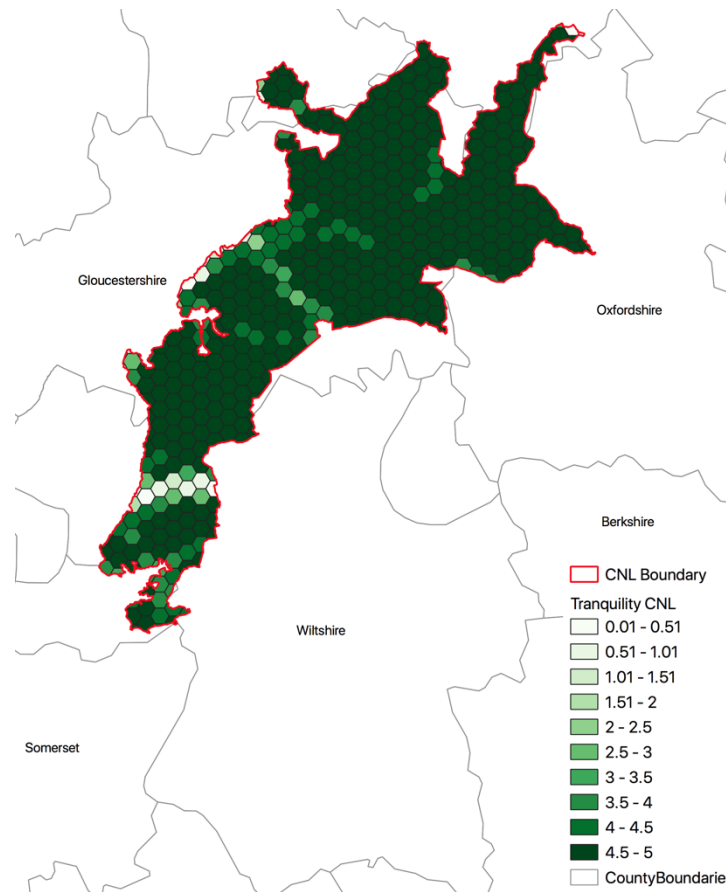 Gloucestershire
Oxfordshire
Berkshire
Wiltshire
Somerset
CNL Boundary
Tranquility CNL
0.01 - 0.51
0.51 - 1.01
1.01 - 1.51
1.51 - 2
2 - 2.5
2.5 - 3
3 - 3.5
3.5 - 4
4 - 4.5
4.5 - 5
CountyBoundarie